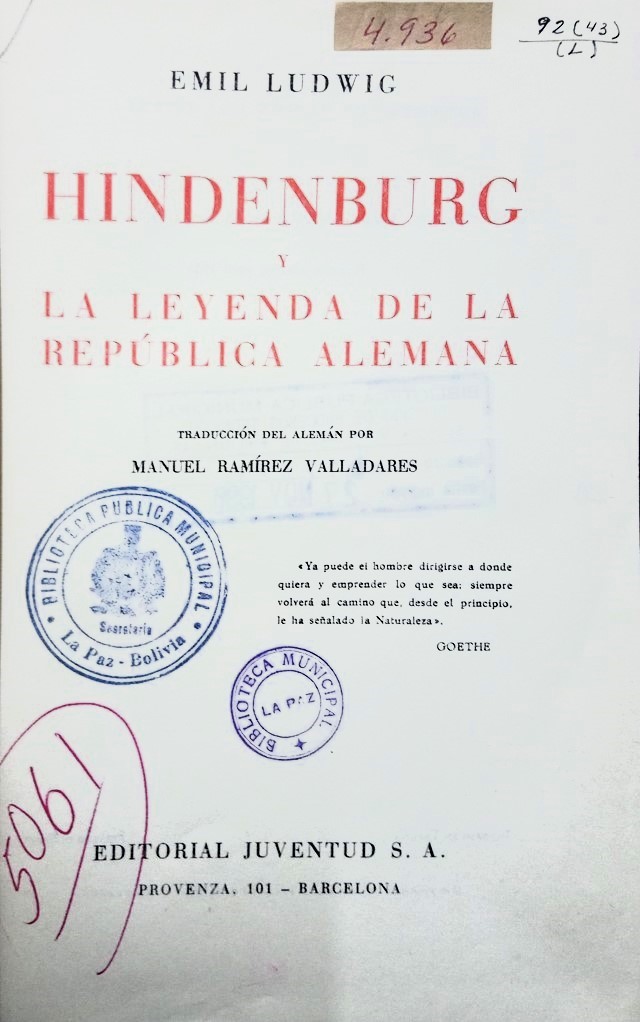 4.936
92(43)
(L)
EMIL LUDWIG
HINDENBURG
Y
LA LEYENDA DE LA
REPÚBLICA ALEMANA
TRADUCCIÓN DEL ALEMÁN POR
MANUEL RAMÍREZ VALLADARES
BIBLIOTECA PUBLICA MUNICIPAL
Secretaria
La Paz - Bolivia
«Ya puede el hombre dirigirse a donde
quiera y emprender lo que sea: siempre
volverá al camino que, desde el principio,
le ha señalado la Naturaleza».
GOETHE
BIBLIOTECA MUNICIPAL
LA PAZ
5061
EDITORIAL JUVENTUD S. A.
PROVENZA, 101 – BARCELONA